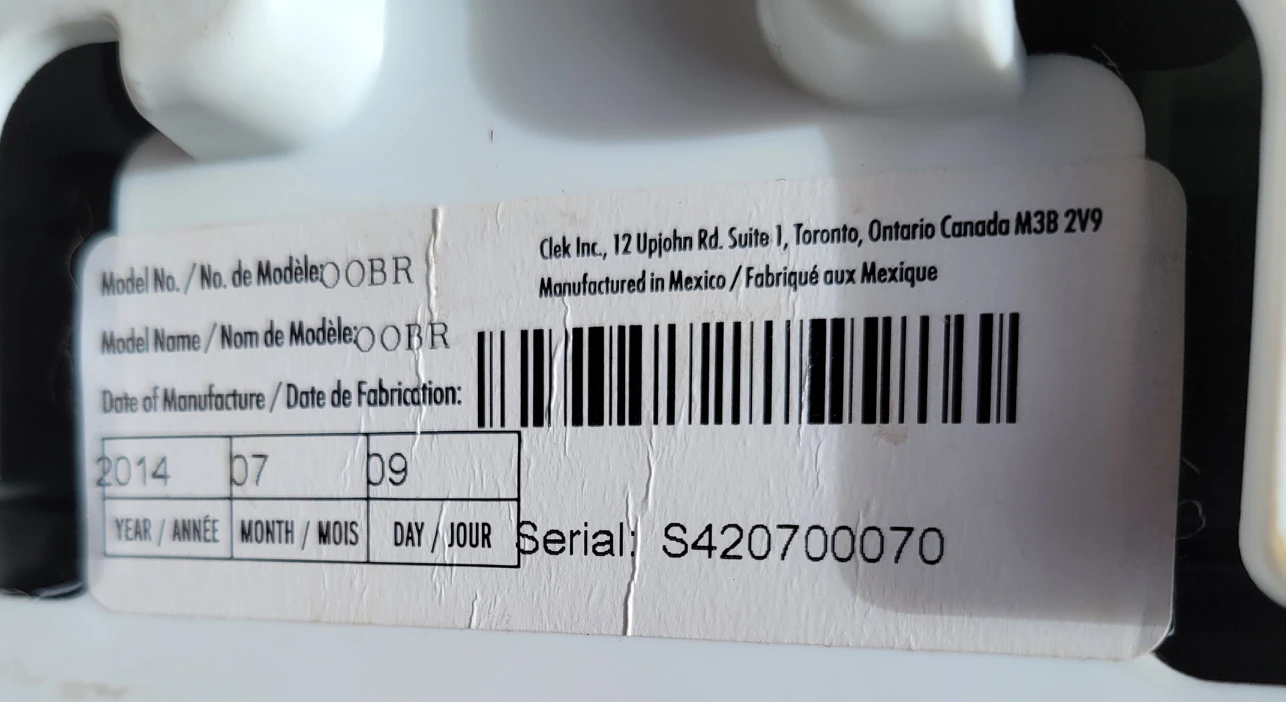 Model No. / No. de Modèle:OOBR
Model Name / Nom de Modèle:OOBR
Date of Manufacture / Date de Fabrication:
2014 07 09
YEAR / ANNÉE MONTH / MOIS DAY / JOUR
Clek Inc., 12 Upjohn Rd. Suite 1, Toronto, Ontario Canada M3B 2V9
Manufactured in Mexico / Fabriqué aux Mexique
Serial: S420700070